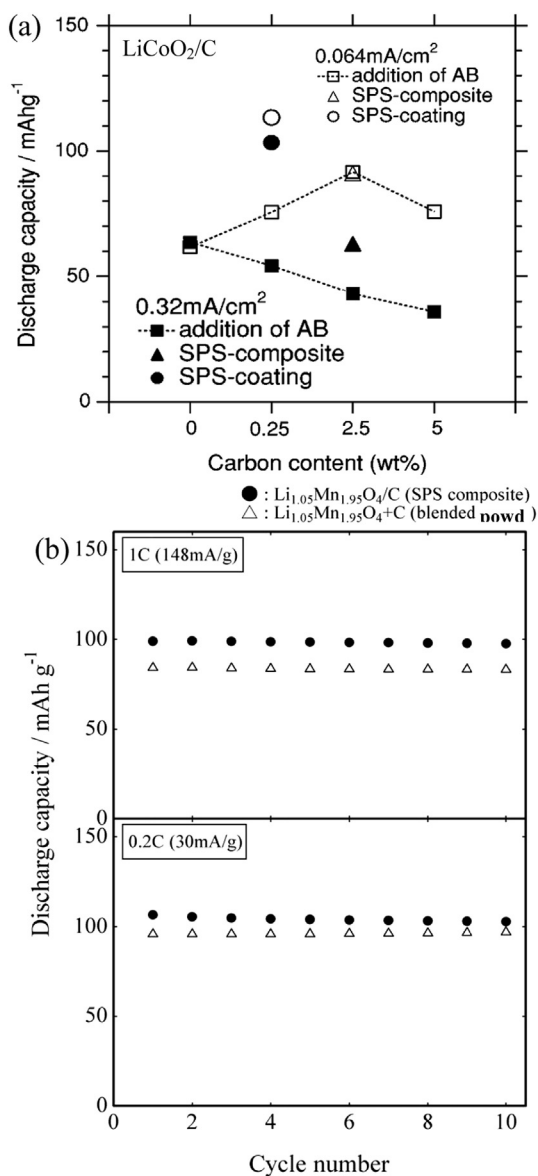 (a)
150
100
50
0
Discharge capacity / mAhg-1
LiCoO2/C
0.064mA/cm2
addition of AB
SPS-composite
SPS-coating
0.32mA/cm2
addition of AB
SPS-composite
SPS-coating
0 0.25 2.5 5
Carbon content (wt%)
: Li1.05Mn1.95O4/C (SPS composite)
: Li1.05Mn1.95O4+C (blended powd )
(b)
150
100
50
0
1C (148mA/g)
Discharge capacity / mAh g-1
150
100
50
0
0.2C (30mA/g)
0 2 4 6 8 10
Cycle number